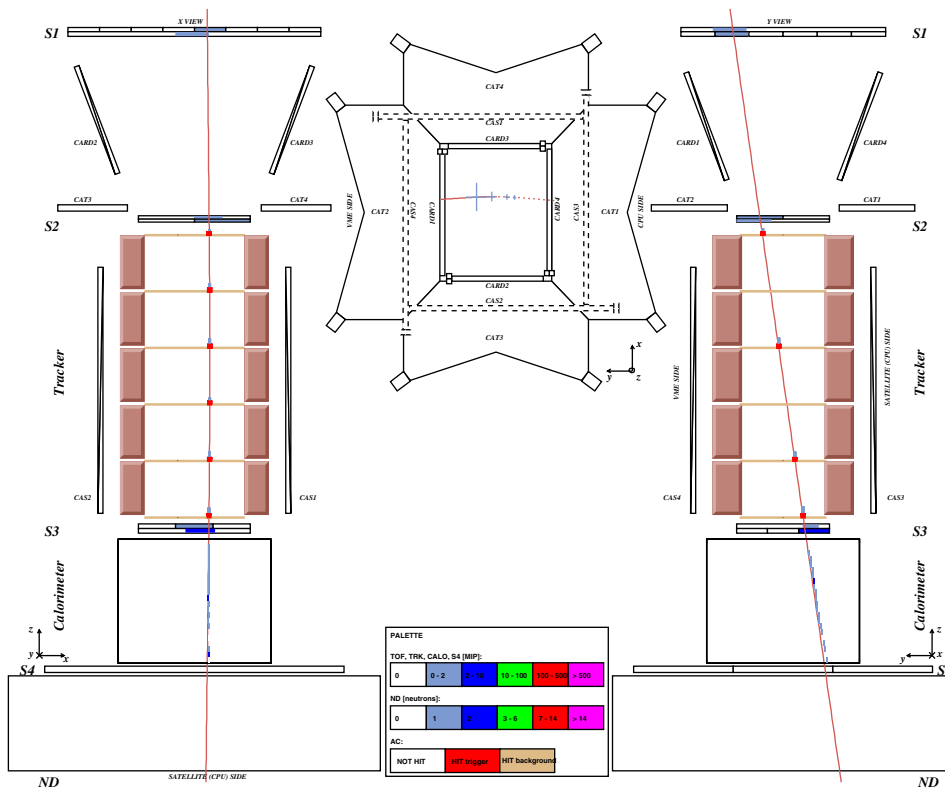 X VIEW
S1
CARD2
CARD3
CAT3
CAT4
S2
Tracker
CAS2
CAS1
S3
Calorimeter
z
y
x
S4
SATELLITE (CPU) SIDE
ND
CAT4
CAS1
CARD3
VME SIDE
CAT2
CAS4
CARD1
CARD4
CAS3
CAT1
CPU SIDE
CARD2
CAS2
CAT3
x
y
z
PALETTE
TOF, TRK, CALO, S4 [MIP]:
0
0 - 2
2 - 10
10 - 100
100 - 500
> 500
ND [neutrons]:
0
1
2
3 - 6
7 - 14
> 14
AC:
NOT HIT
HIT trigger
HIT background
Y VIEW
S1
CARD1
CARD4
CAT2
CAT1
S2
VME SIDE
SATELLITE (CPU) SIDE
Tracker
CAS4
CAS3
S3
Calorimeter
z
y
x
S
ND